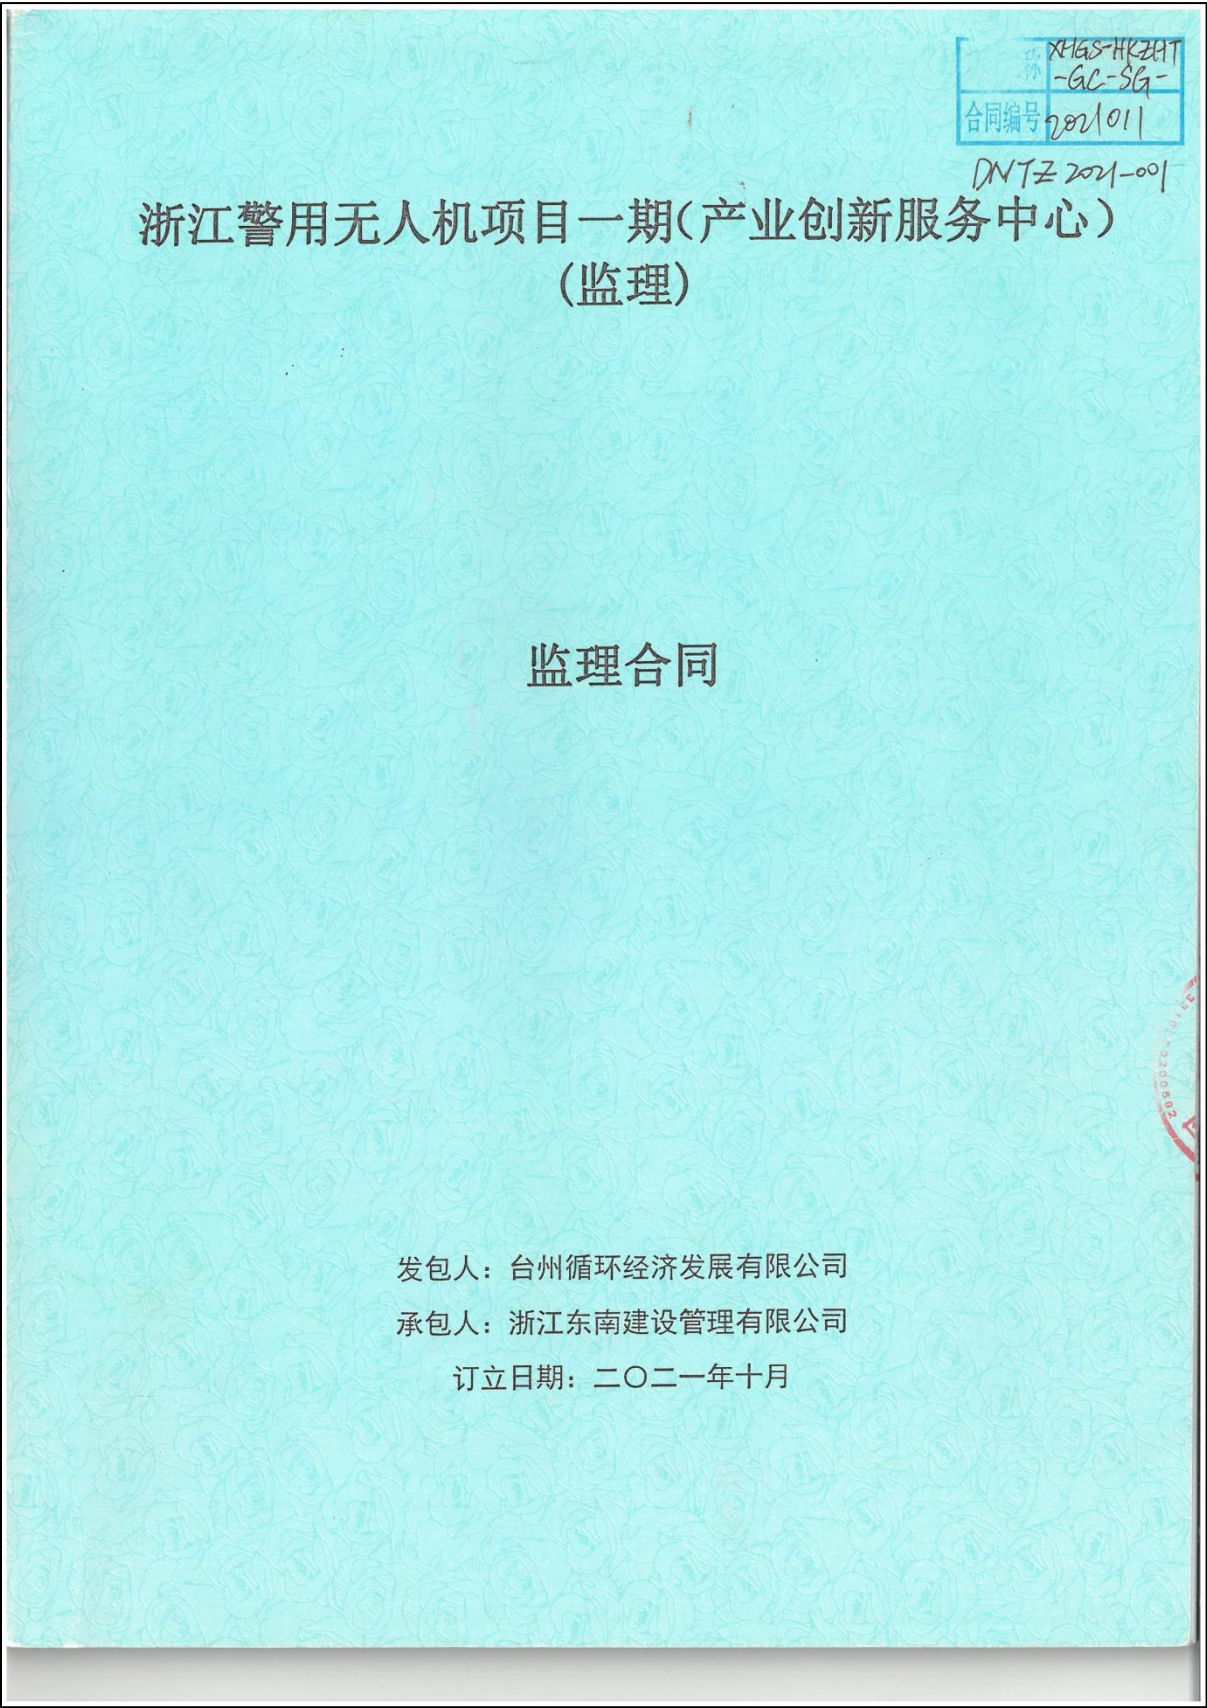 称 XHGS-HKZHT
-GC-SG-
合同编号 2021011
DNTZ 2021-001
浙江警用无人机项目一期(产业创新服务中心)
(监理)
监理合同
发包人：台州循环经济发展有限公司
承包人：浙江东南建设管理有限公司
订立日期：二〇二一年十月